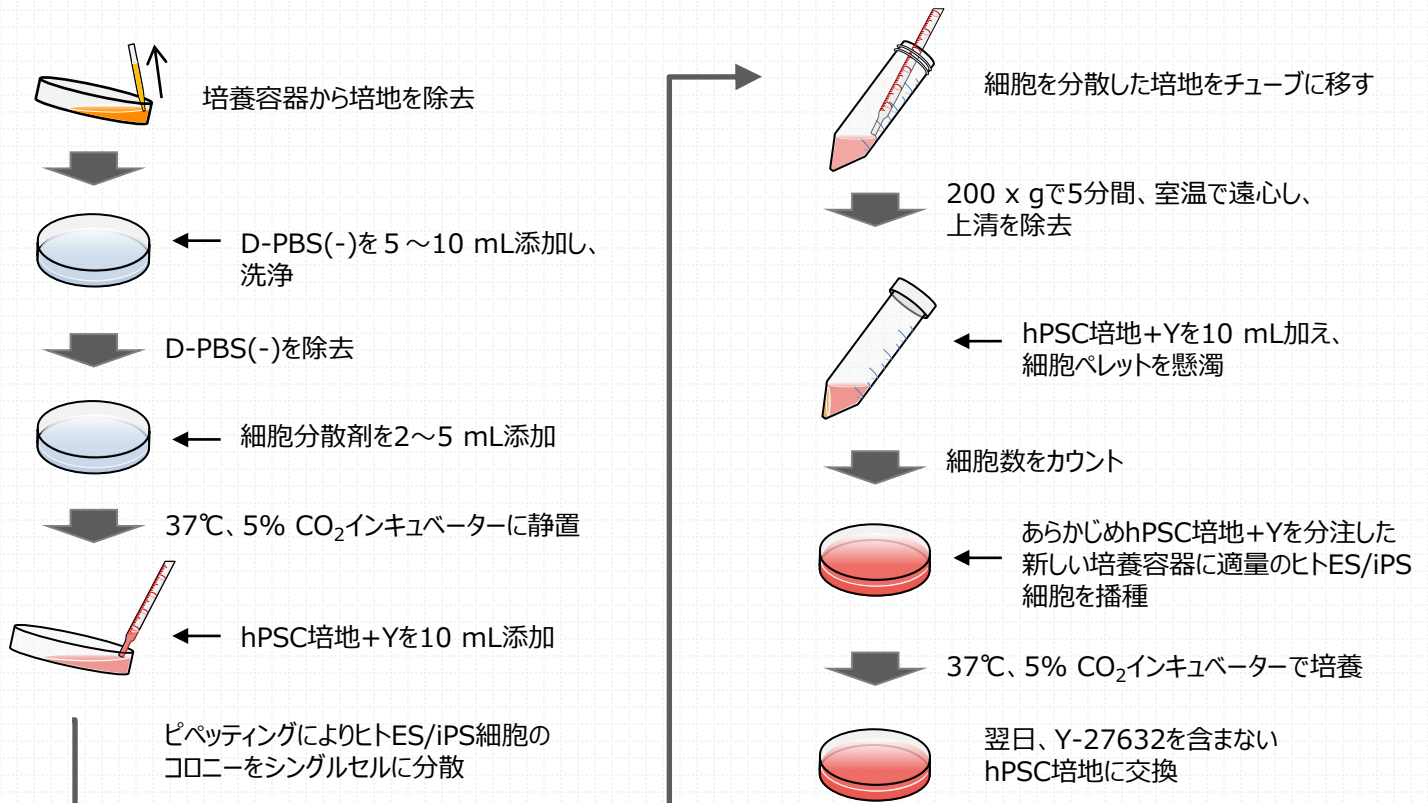 培養容器から培地を除去
D-PBS(-)を5～10 mL添加し、
洗浄
D-PBS(-)を除去
細胞分散剤を2～5 mL添加
37℃、5% CO₂インキュベーターに静置
hPSC培地+Yを10 mL添加
ピペッティングによりヒトES/iPS細胞の
コロニーをシングルセルに分散
細胞を分散した培地をチューブに移す
200 x gで5分間、室温で遠心し、
上清を除去
hPSC培地+Yを10 mL加え、
細胞ペレットを懸濁
細胞数をカウント
あらかじめhPSC培地+Yを分注した
新しい培養容器に適量のヒトES/iPS
細胞を播種
37℃、5% CO₂インキュベーターで培養
翌日、Y-27632を含まない
hPSC培地に交換